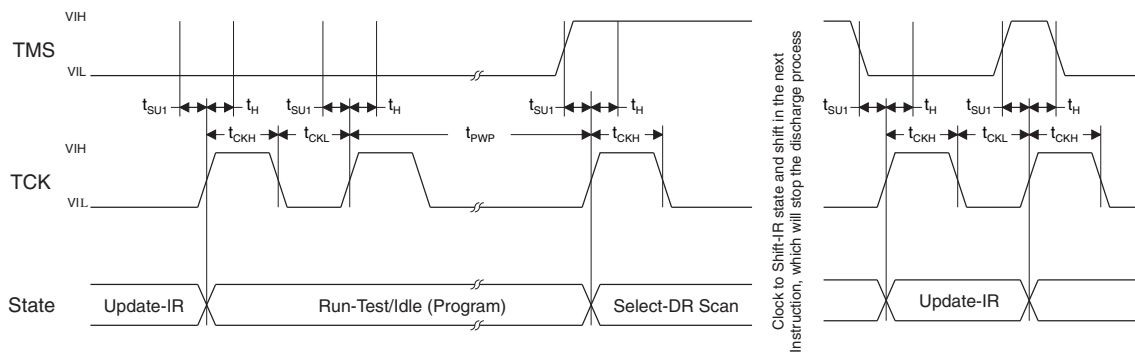 VIH
TMS
VIL
tSU1 tH tSU1 tH tSU1 tH tSU1 tH tSU1 tH
tCKH tCKL tPWP tCKH tCKH tCKL tCKH
VIH
TCK
VIL
State Update-IR Run-Test/Idle (Program) Select-DR Scan Update-IR
Clock to Shift-IR state and shift in the next
Instruction, which will stop the discharge process